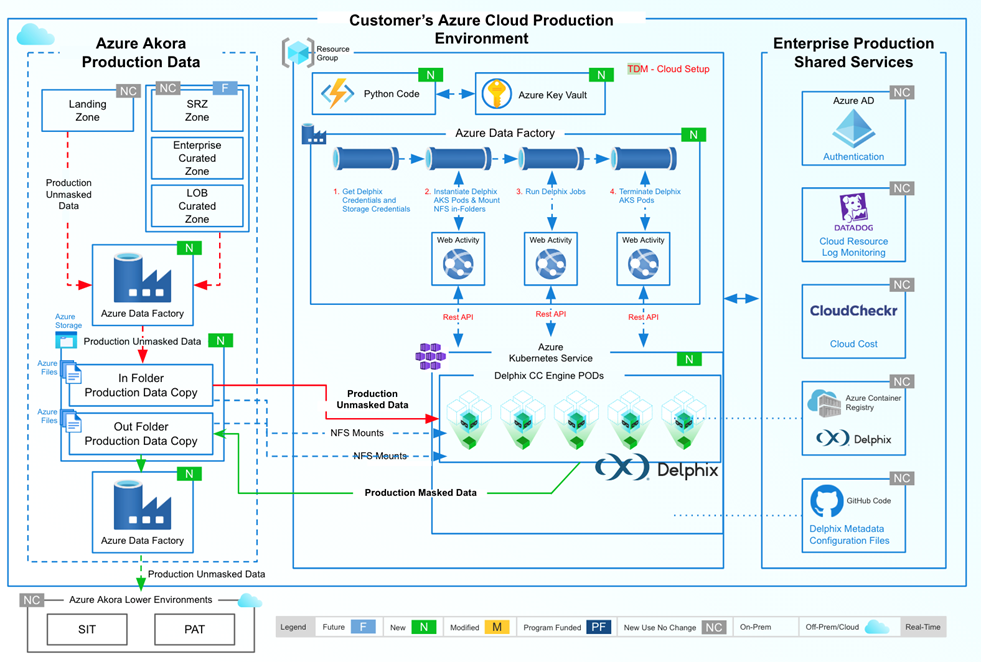 Customer’s Azure Cloud Production
Environment
Azure Akora
Production Data
Landing
Zone
NC
NC
F
SRZ
Zone
Enterprise
Curated
Zone
LOB
Curated
Zone
Production
Unmasked
Data
N
Azure Data Factory
Azure
Storage
Production Unmasked Data
N
Azure
Files
In Folder
Production Data Copy
Azure
Files
Out Folder
Production Data Copy
N
Azure Data Factory
Production Unmasked Data
NC
Azure Akora Lower Environments
SIT
PAT
Resource
Group
N
Python Code
N
Azure Key Vault
TDM - Cloud Setup
Azure Data Factory
N
1. Get Delphix
Credentials and
Storage Credentials
2. Instantiate Delphix
AKS Pods & Mount
NFS in-Folders
3. Run Delphix Jobs
4. Terminate Delphix
AKS Pods
Web Activity
Web Activity
Web Activity
Rest API
Rest API
Rest API
Azure
Kubernetes Service
N
Delphix CC Engine PODs
Production
Unmasked Data
NFS Mounts
NFS Mounts
Delphix
Production Masked Data
Enterprise Production
Shared Services
NC
Azure AD
Authentication
NC
DATADOG
Cloud Resource
Log Monitoring
NC
CloudCheckr
Cloud Cost
NC
Azure Container
Registry
Delphix
NC
GitHub Code
Delphix Metadata
Configuration Files
Legend
Future F
New N
Modified M
Program Funded PF
New Use No Change NC
On-Prem
Off-Prem/Cloud
Real-Time